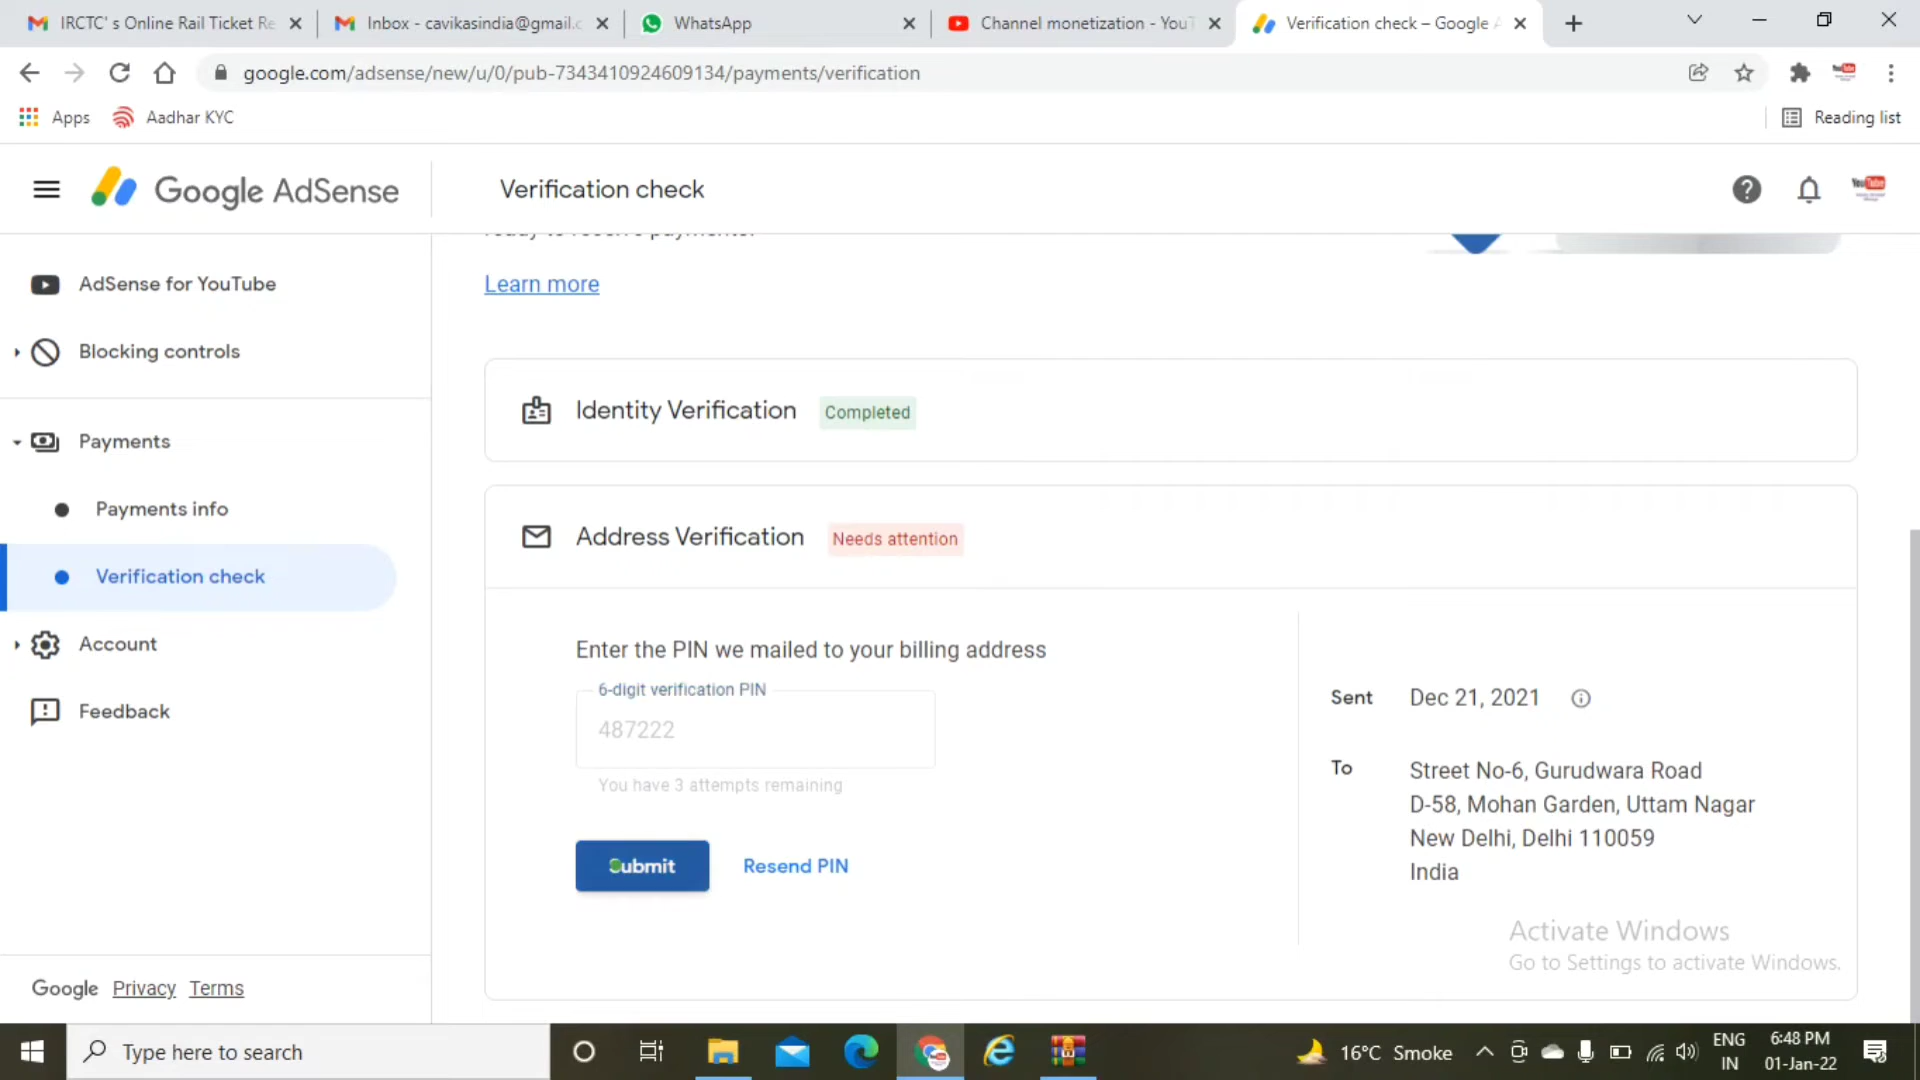 IRCTC' s Online Rail Ticket Re
Inbox - cavikasindia@gmail.c
WhatsApp
Channel monetization - YouT
Verification check – Google A
google.com/adsense/new/u/0/pub-7343410924609134/payments/verification
Apps
Aadhar KYC
Reading list
Google AdSense
Verification check
AdSense for YouTube
Blocking controls
Payments
Payments info
Verification check
Account
Feedback
Google Privacy Terms
ready to receive payments.
Learn more
Identity Verification Completed
Address Verification Needs attention
Enter the PIN we mailed to your billing address
6-digit verification PIN
487222
You have 3 attempts remaining
Submit
Resend PIN
Sent Dec 21, 2021
To Street No-6, Gurudwara Road
D-58, Mohan Garden, Uttam Nagar
New Delhi, Delhi 110059
India
Activate Windows
Go to Settings to activate Windows.
Type here to search
16°C Smoke
ENG
IN
6:48 PM
01-Jan-22